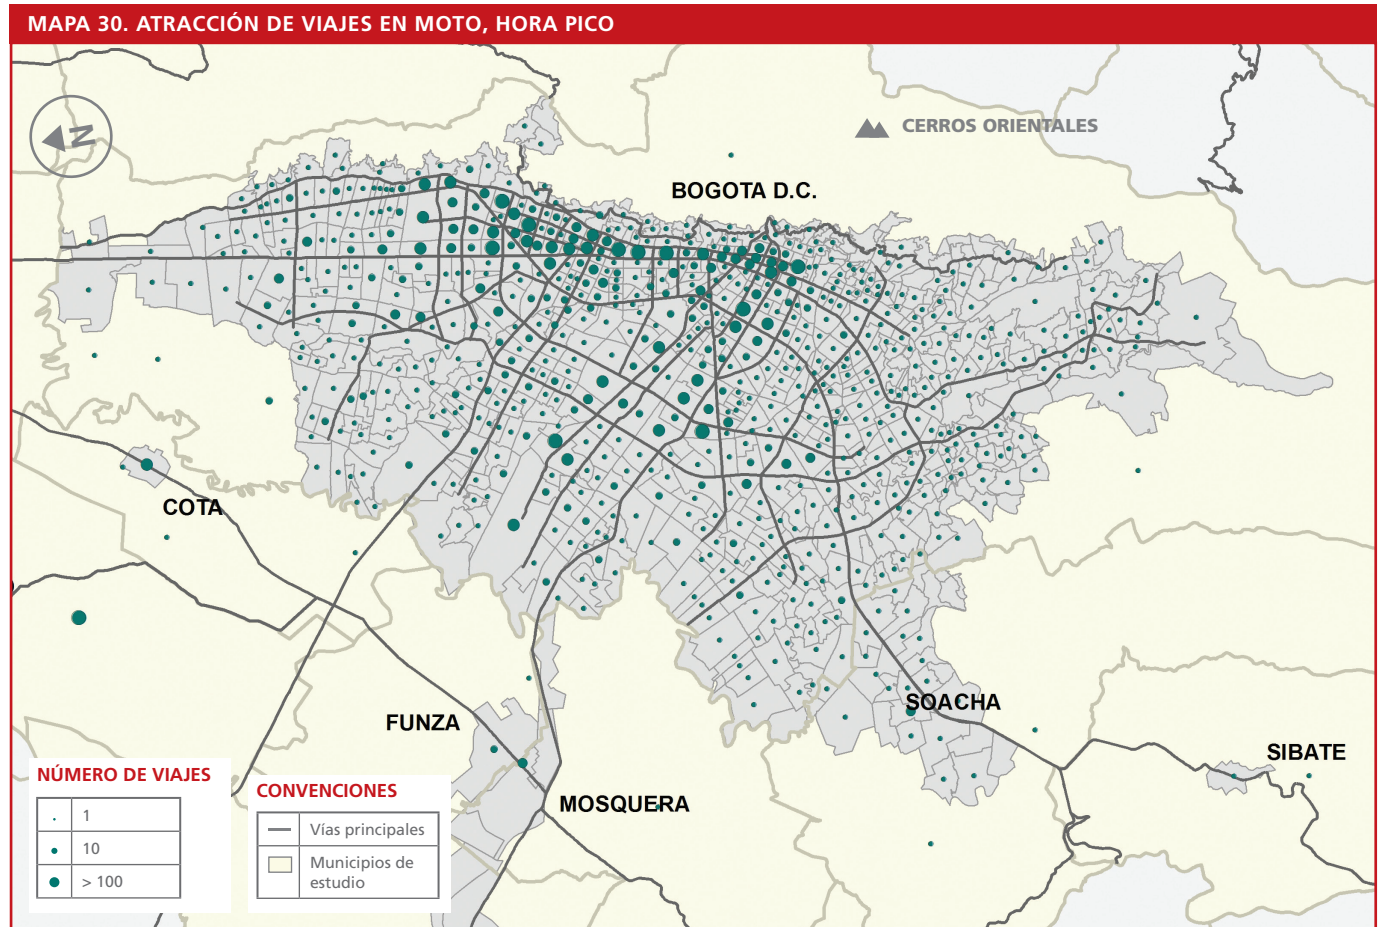 MAPA 30. ATRACCIÓN DE VIAJES EN MOTO, HORA PICO
N
CERROS ORIENTALES
BOGOTA D.C.
COTA
FUNZA
SOACHA
SIBATE
MOSQUERA
NÚMERO DE VIAJES
1
10
> 100
CONVENCIONES
Vías principales
Municipios de
estudio